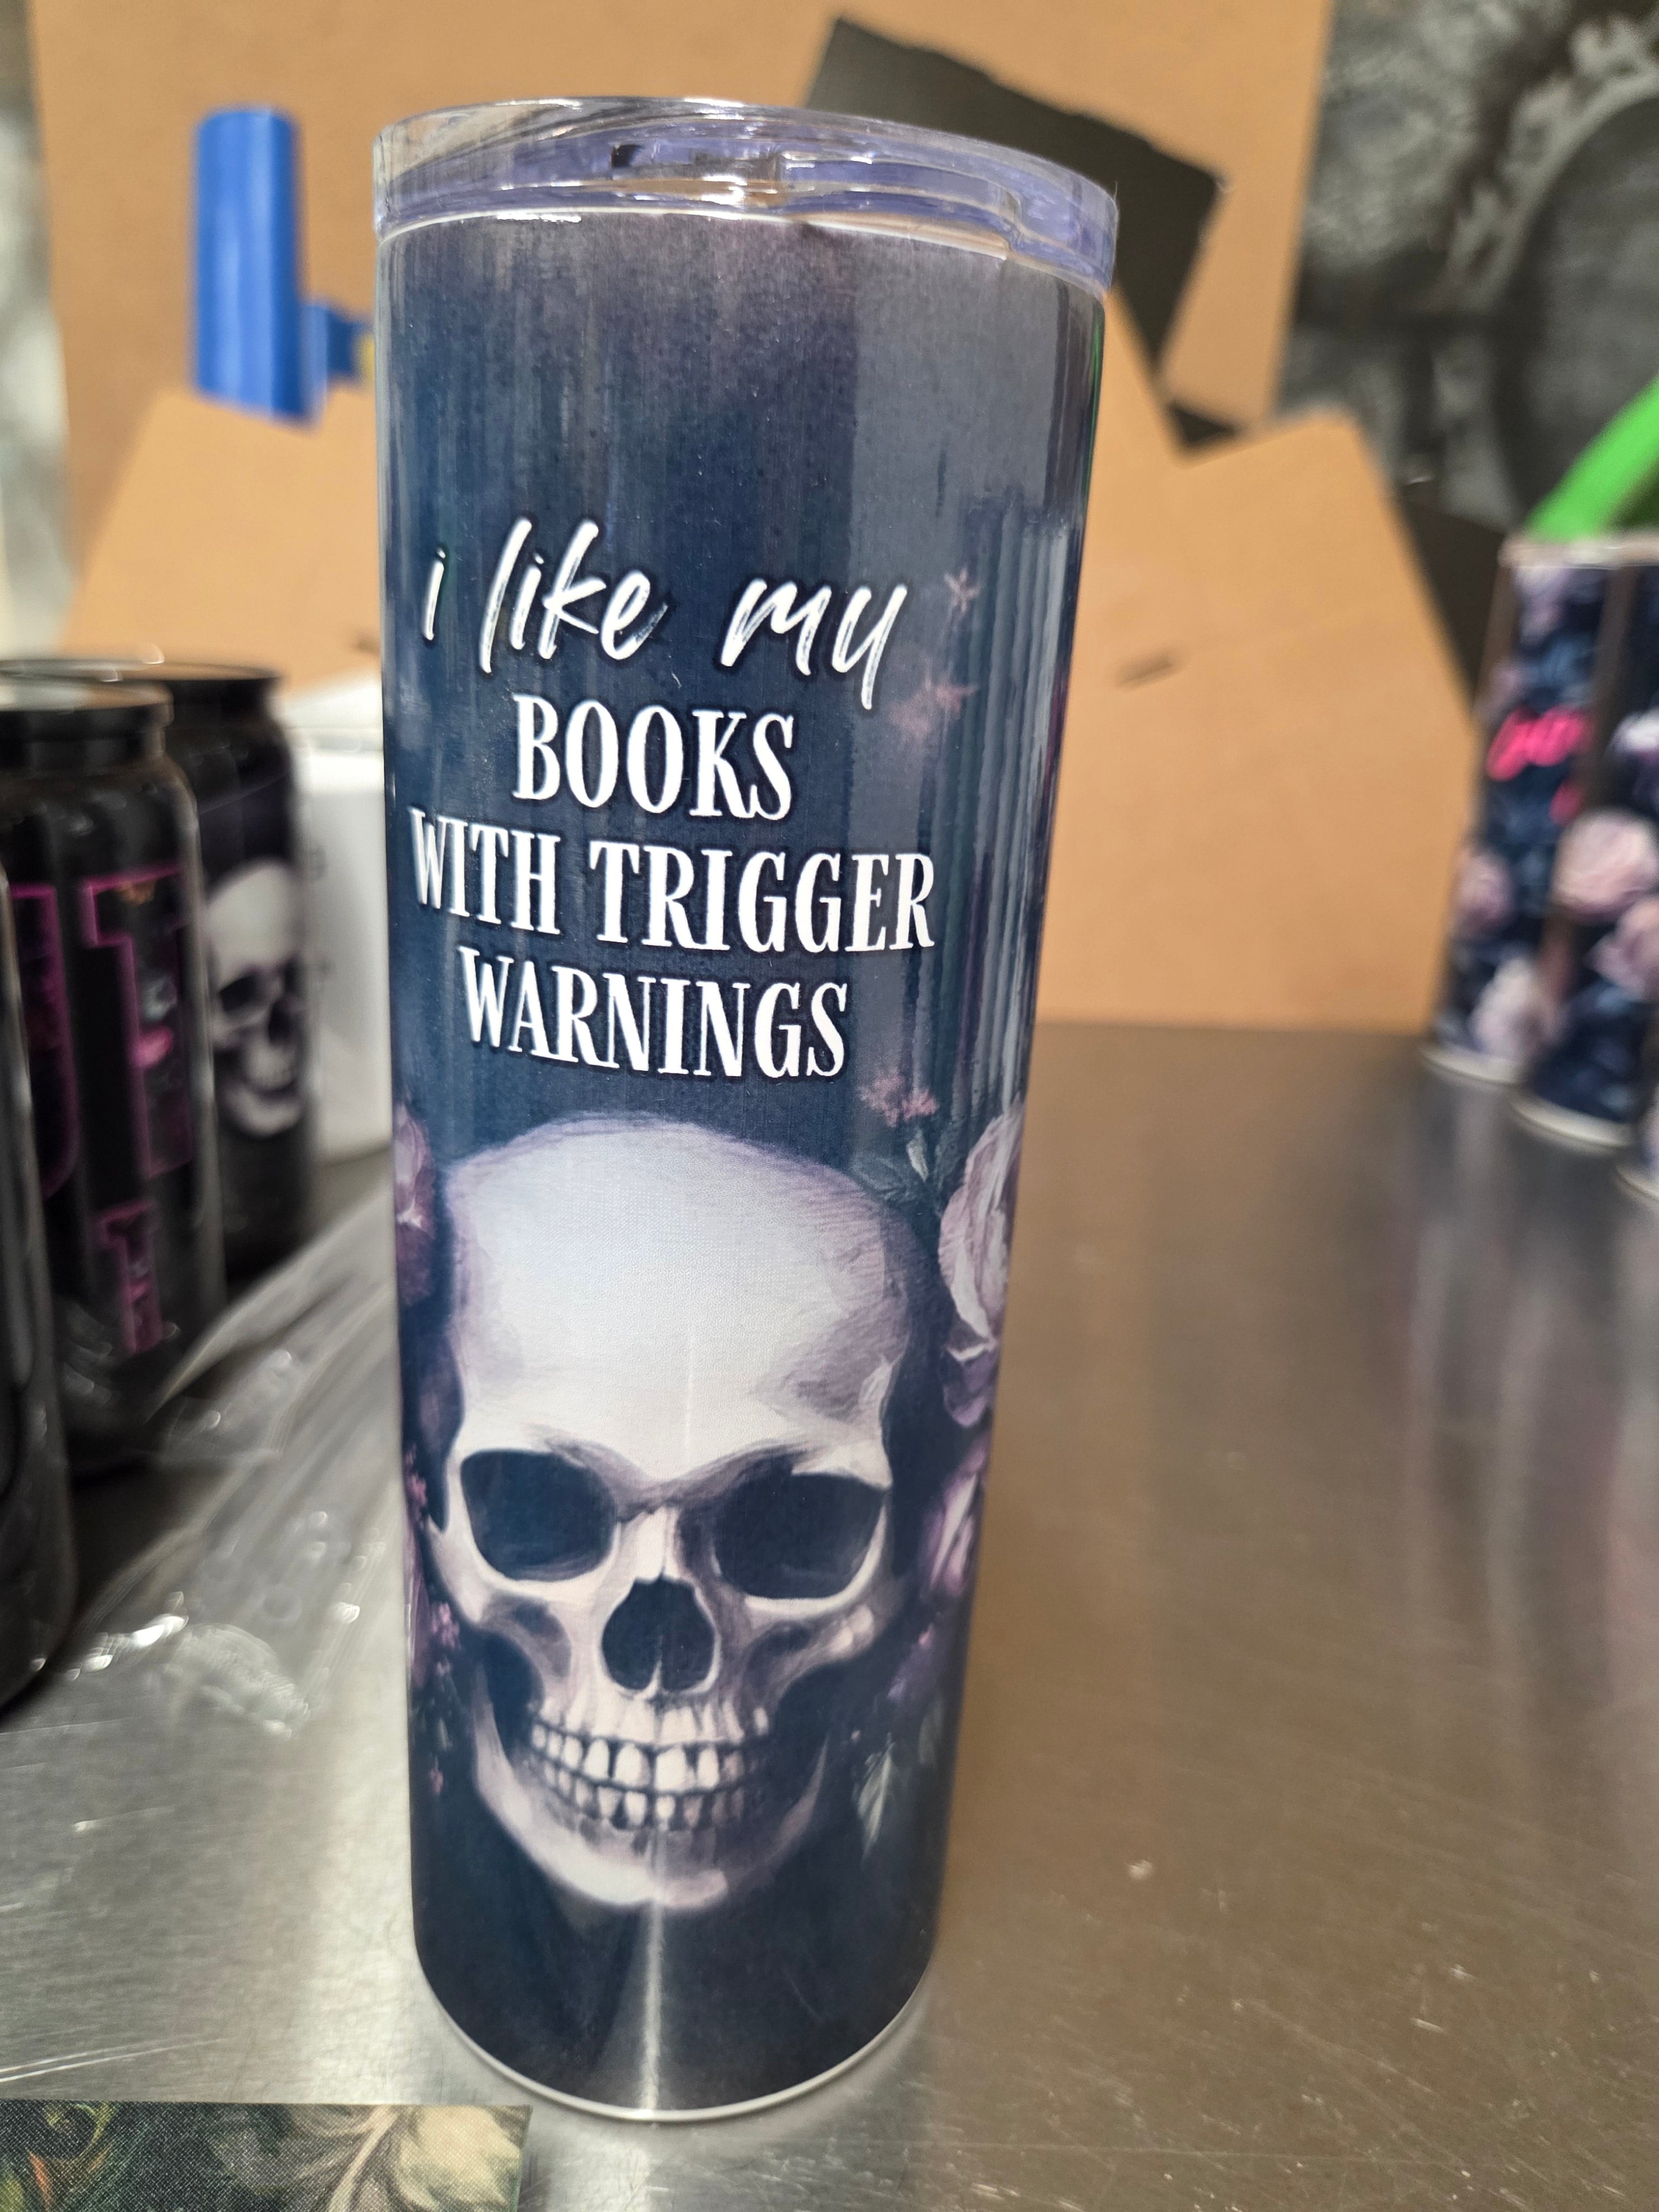 i like my
BOOKS
WITH TRIGGER
WARNINGS